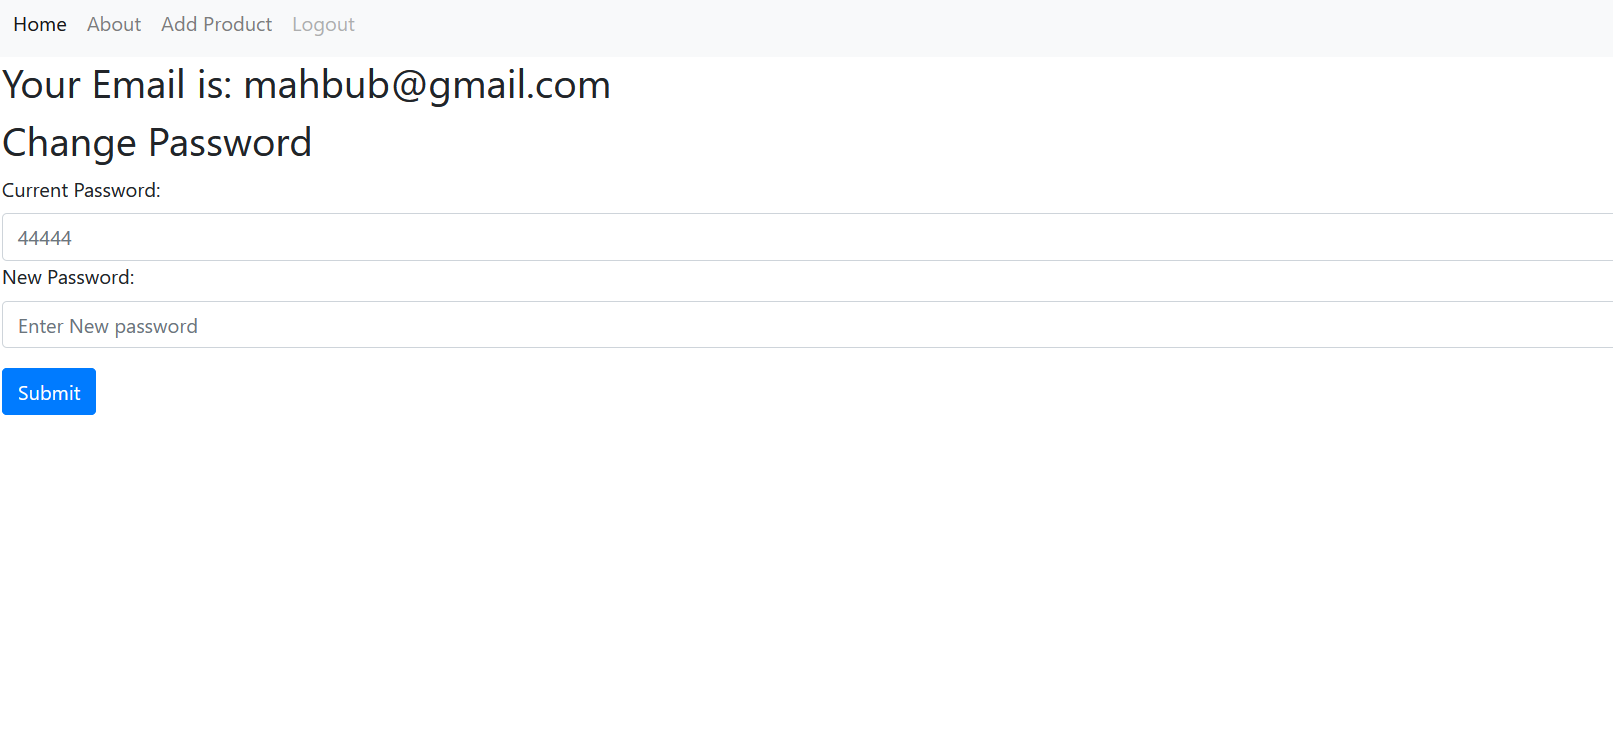 Home About Add Product Logout
Your Email is: mahbub@gmail.com
Change Password
Current Password:
44444
New Password:
Enter New password
Submit